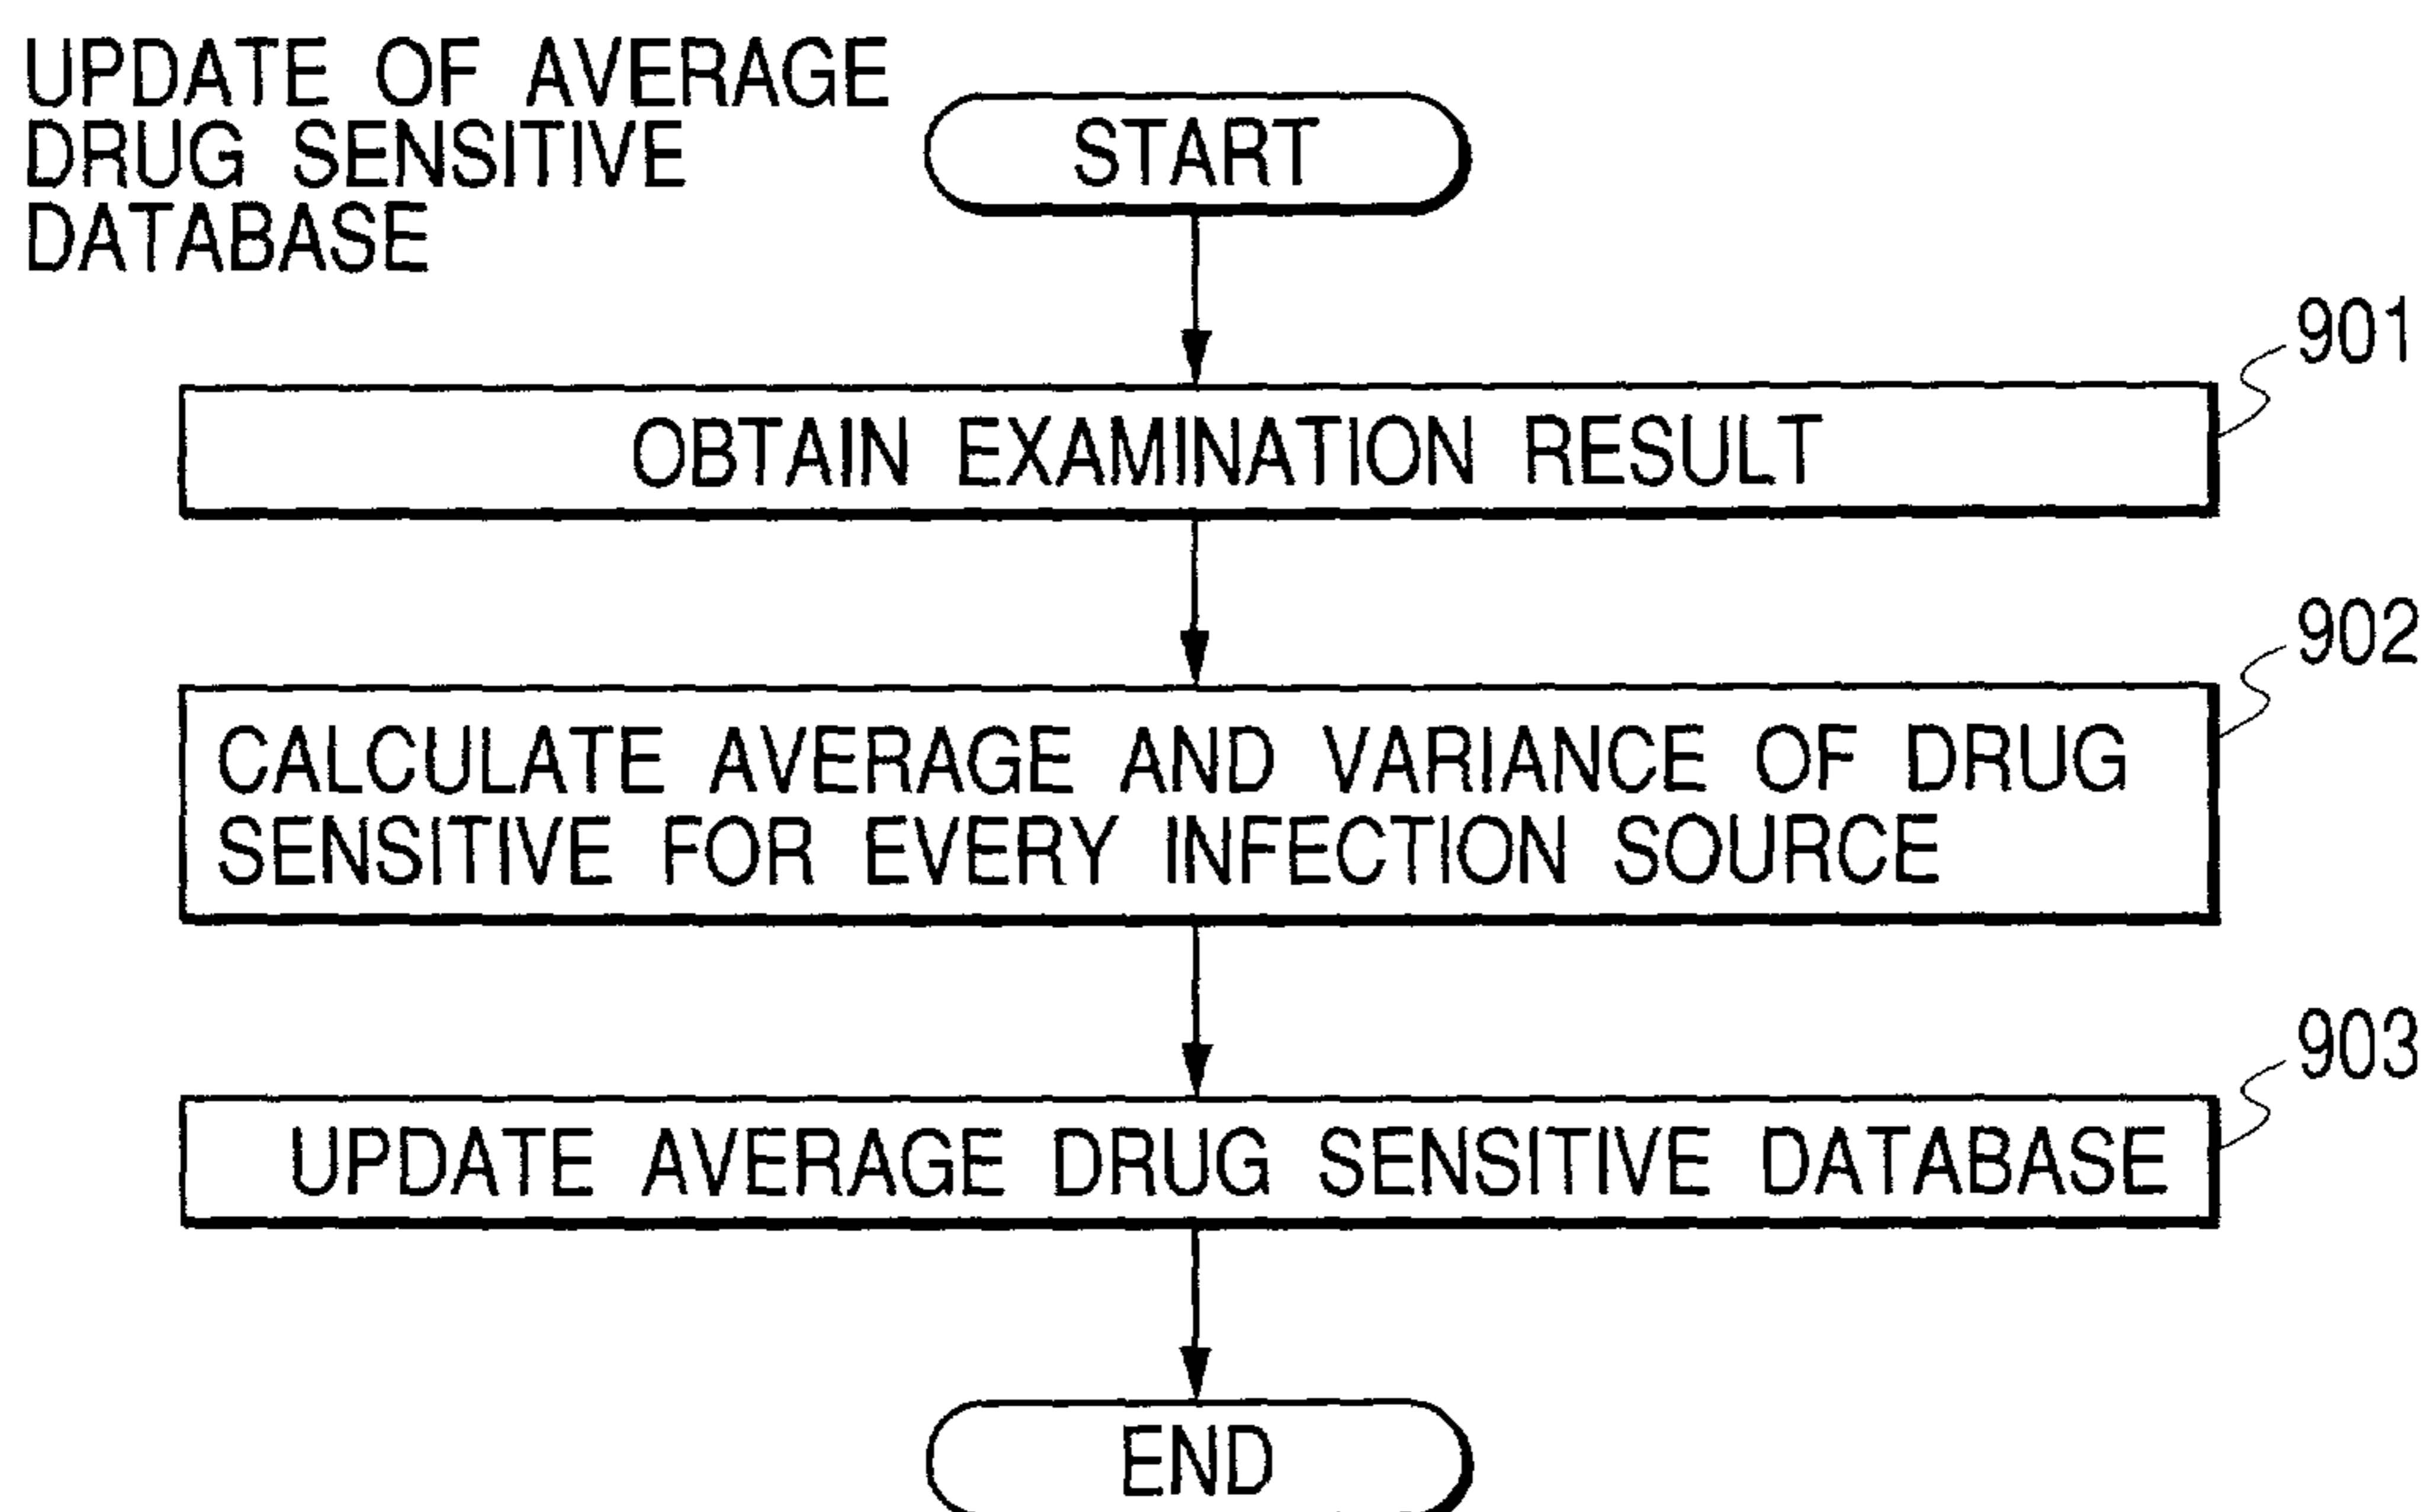 UPDATE OF AVERAGE
DRUG SENSITIVE
DATABASE
START
901
OBTAIN EXAMINATION RESULT
902
CALCULATE AVERAGE AND VARIANCE OF DRUG
SENSITIVE FOR EVERY INFECTION SOURCE
903
UPDATE AVERAGE DRUG SENSITIVE DATABASE
END